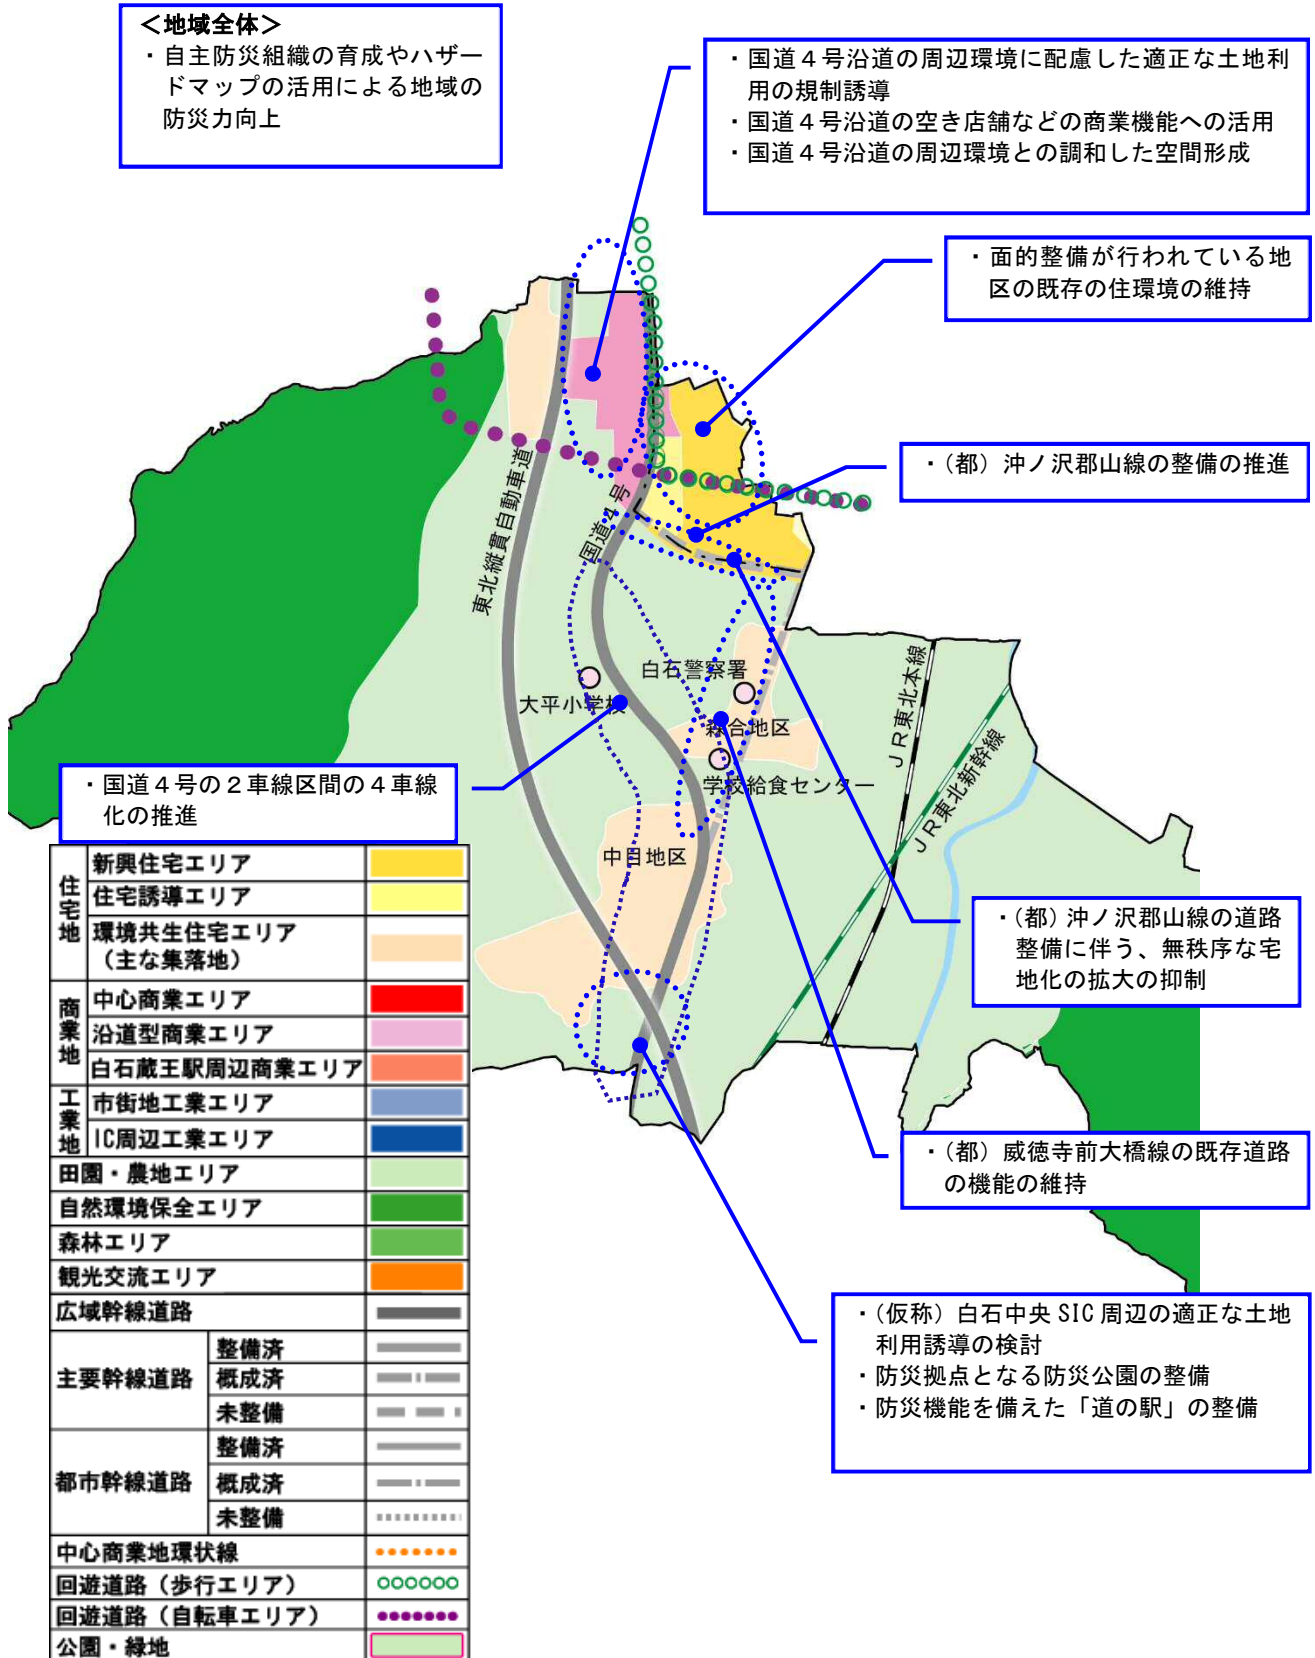 ＜地域全体＞
・自主防災組織の育成やハザー
ドマップの活用による地域の
防災力向上
・国道４号沿道の周辺環境に配慮した適正な土地利
用の規制誘導
・国道４号沿道の空き店舗などの商業機能への活用
・国道４号沿道の周辺環境との調和した空間形成
・面的整備が行われている地
区の既存の住環境の維持
・（都）沖ノ沢郡山線の整備の推進
東北縦貫自動車道
国道４号
白石警察署
大平小学校
森合地区
学校給食センター
ＪＲ東北本線
ＪＲ東北新幹線
中目地区
・国道４号の２車線区間の４車線
化の推進
・（都）沖ノ沢郡山線の道路
整備に伴う、無秩序な宅
地化の拡大の抑制
・（都）威徳寺前大橋線の既存道路
の機能の維持
・（仮称）白石中央 SIC 周辺の適正な土地
利用誘導の検討
・防災拠点となる防災公園の整備
・防災機能を備えた「道の駅」の整備
住宅地
新興住宅エリア
住宅誘導エリア
環境共生住宅エリア
（主な集落地）
商業地
中心商業エリア
沿道型商業エリア
白石蔵王駅周辺商業エリア
工業地
市街地工業エリア
IC周辺工業エリア
田園・農地エリア
自然環境保全エリア
森林エリア
観光交流エリア
広域幹線道路
主要幹線道路
整備済
概成済
未整備
都市幹線道路
整備済
概成済
未整備
中心商業地環状線
回遊道路（歩行エリア）
回遊道路（自転車エリア）
公園・緑地